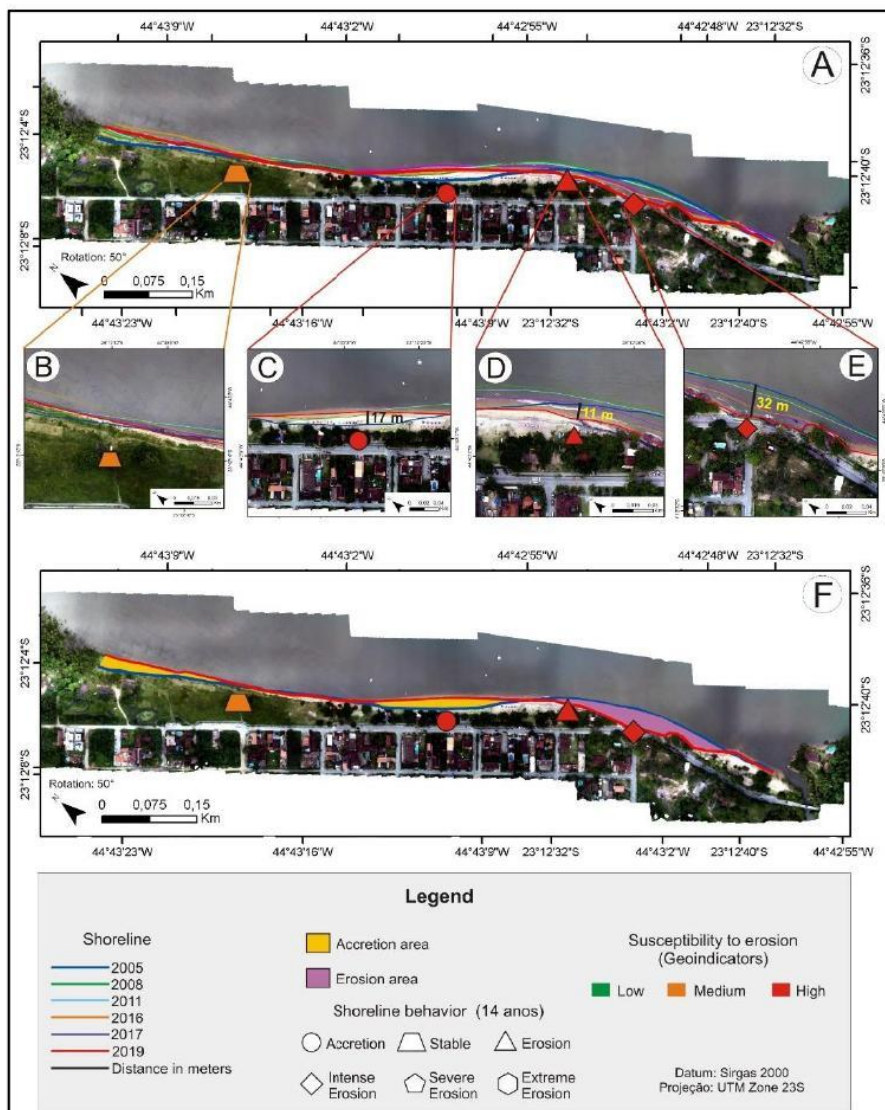 44°43'9"W 44°43'2"W 44°42'55"W 44°42'48"W 23°12'32"S
A
23°12'36"S
23°12'4"S
23°12'40"S
23°12'8"S
Rotation: 50°
N
0 0,075 0,15
Km
44°43'23"W 44°43'16"W 44°43'9"W 23°12'32"S 44°43'2"W 23°12'40"S 44°42'55"W
B
C
17 m
D
11 m
E
32 m
44°43'9"W 44°43'2"W 44°42'55"W 44°42'48"W 23°12'32"S
F
23°12'4"S
23°12'40"S
Rotation: 50°
N
0 0,075 0,15
Km
44°43'23"W 44°43'16"W 44°43'9"W 23°12'32"S 44°43'2"W 23°12'40"S 44°42'55"W
Legend
Shoreline
2005
2008
2011
2016
2017
2019
Distance in meters
Accretion area
Erosion area
Shoreline behavior (14 anos)
Accretion Stable Erosion
Intense Erosion
Severe Erosion
Extreme Erosion
Susceptibility to erosion
(Geoindicators)
Low Medium High
Datum: Sirgas 2000
Projeção: UTM Zone 23S